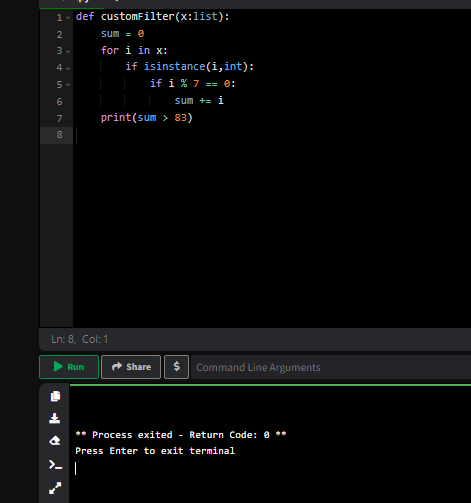 1 def customFilter(x:list):
2 sum = 0
3 for i in x:
4 if isinstance(i,int):
5 if i % 7 == 0:
6 sum += i
7 print(sum > 83)
8
Ln: 8, Col: 1
Run Share $ Command Line Arguments
** Process exited - Return Code: 0 **
Press Enter to exit terminal